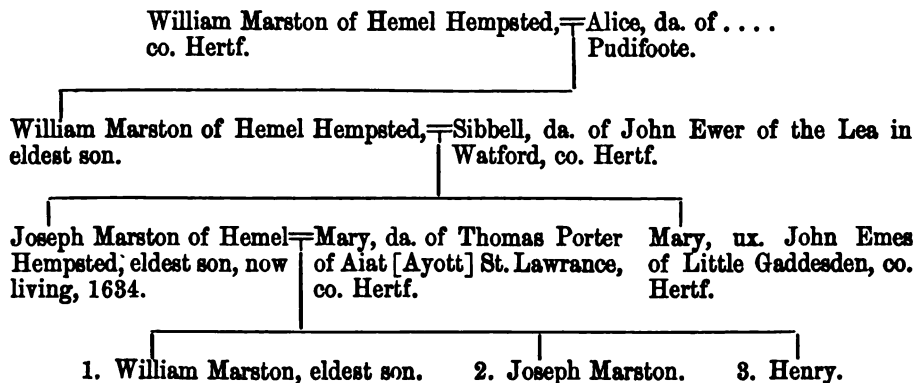 William Marston of Hemel Hempsted,
co. Hertf.
Alice, da. of . . . .
Pudifoote.
William Marston of Hemel Hempsted,
eldest son.
Sibbell, da. of John Ewer of the Lea in
Watford, co. Hertf.
Joseph Marston of Hemel
Hempsted, eldest son, now
living, 1634.
Mary, da. of Thomas Porter
of Aiat [Ayott] St. Lawrance,
co. Hertf.
Mary, ux. John Emes
of Little Gaddesden, co.
Hertf.
1. William Marston, eldest son.
2. Joseph Marston.
3. Henry.